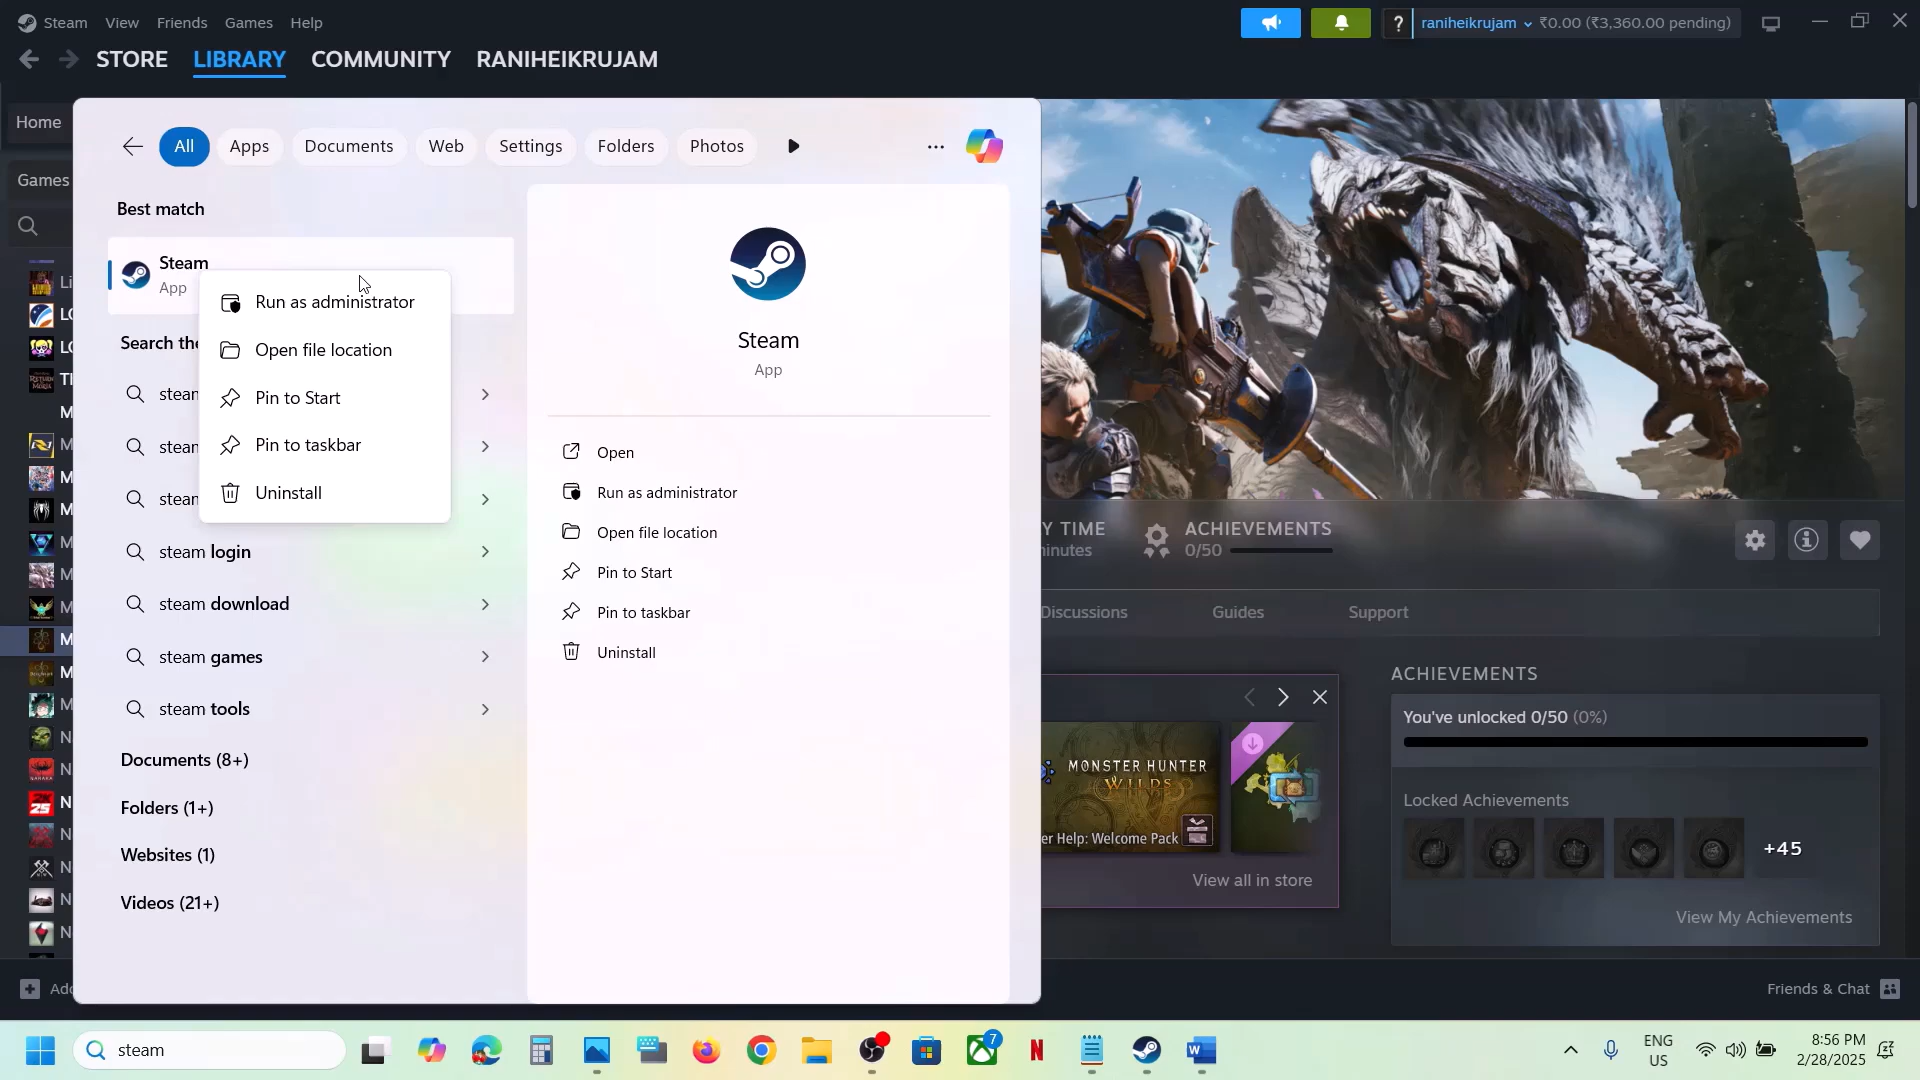 Steam View Friends Games Help
? raniheikrujam ₹0.00 (₹3,360.00 pending)
STORE LIBRARY COMMUNITY RANIHEIKRUJAM
Home
Games
All Apps Documents Web Settings Folders Photos
Best match
Steam
App
Search the
Run as administrator
Open file location
Pin to Start
Pin to taskbar
Uninstall
steam login
steam download
steam games
steam tools
Documents (8+)
Folders (1+)
Websites (1)
Videos (21+)
Steam
App
Open
Run as administrator
Open file location
Pin to Start
Pin to taskbar
Uninstall
Y TIME
inutes
ACHIEVEMENTS
0/50
Discussions Guides Support
MONSTER HUNTER
WILDS
er Help: Welcome Pack
View all in store
ACHIEVEMENTS
You've unlocked 0/50 (0%)
Locked Achievements
+45
View My Achievements
Friends & Chat
steam
7
ENG
US
8:56 PM
2/28/2025